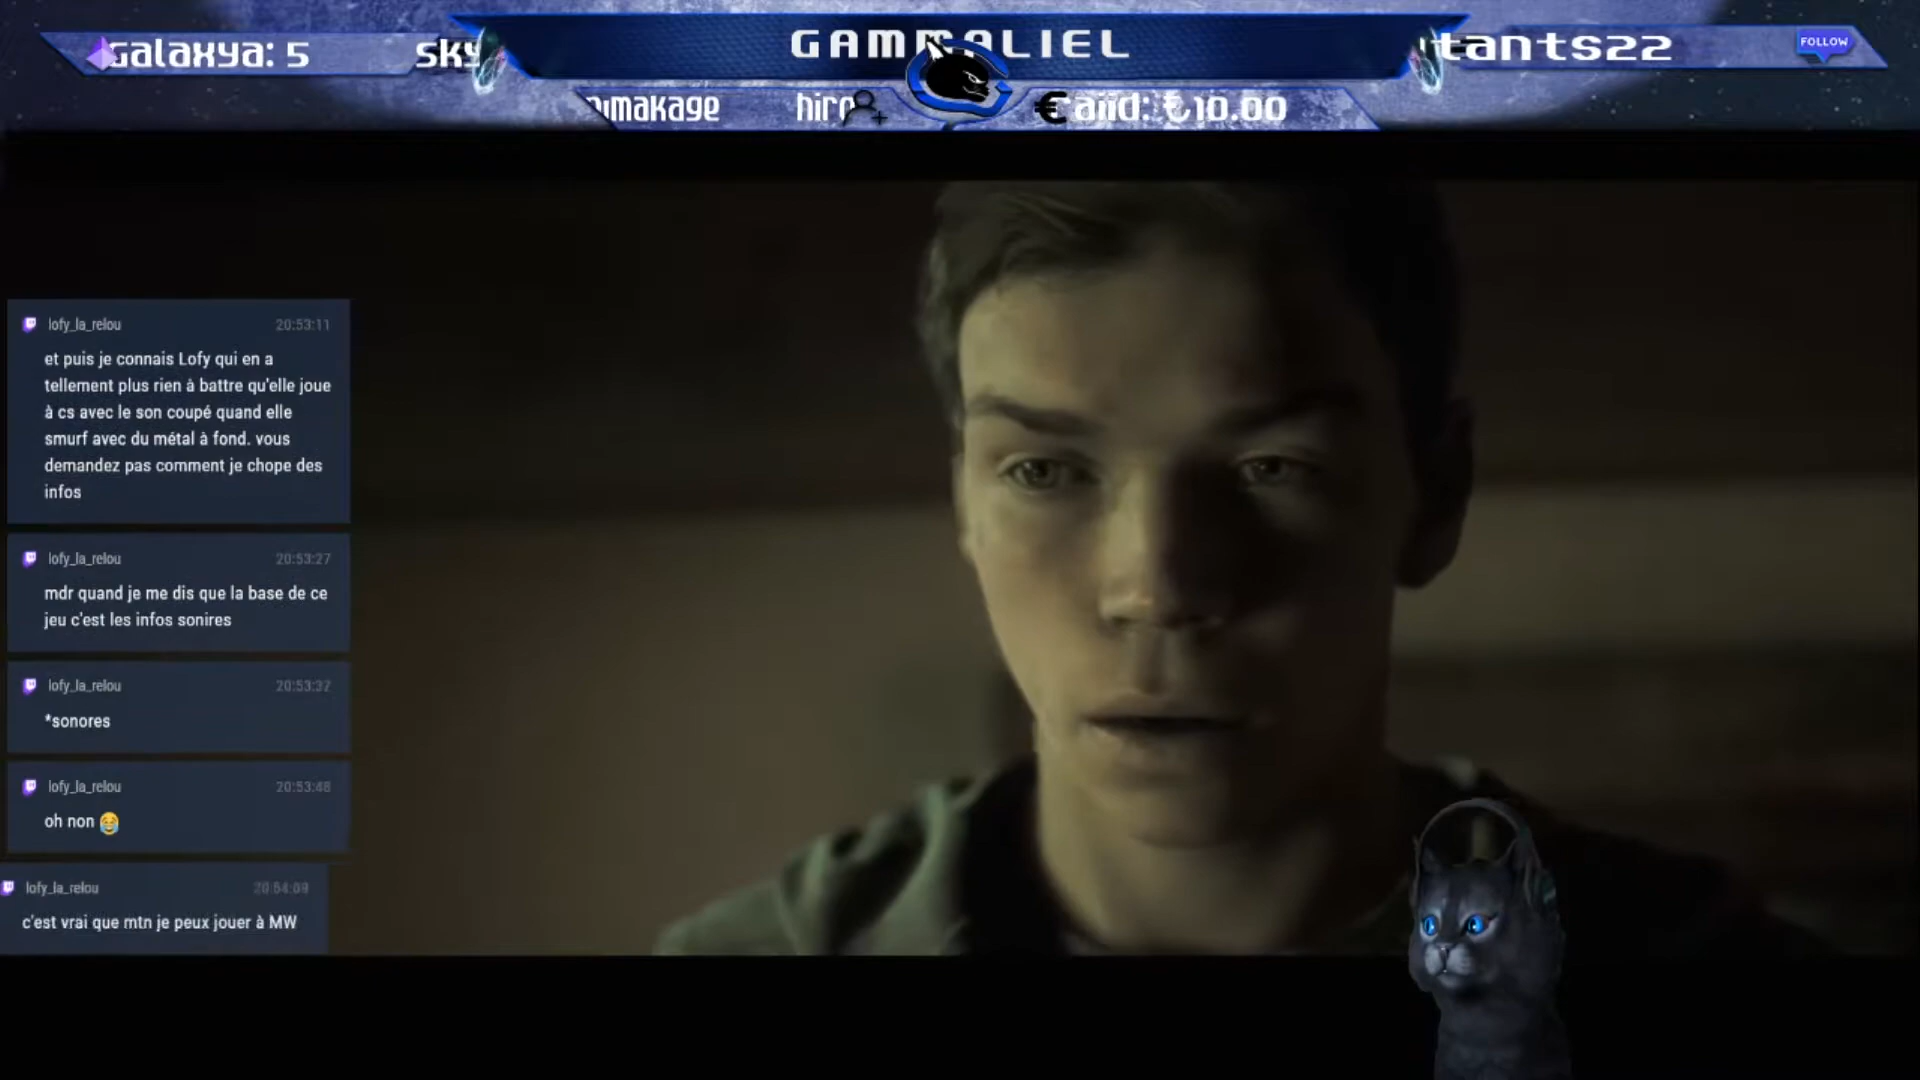 Galaxya: 5
sky
GAMMALIEL
tants22
FOLLOW
makage
hiro
€10.00
lofy_la_relou 20:53:11
et puis je connais Lofy qui en a
tellement plus rien à battre qu'elle joue
à cs avec le son coupé quand elle
smurf avec du métal à fond. vous
demandez pas comment je chope des
infos
lofy_la_relou 20:53:27
mdr quand je me dis que la base de ce
jeu c'est les infos sonires
lofy_la_relou 20:53:37
*sonores
lofy_la_relou 20:53:48
oh non 😂
lofy_la_relou 20:54:09
c'est vrai que mtn je peux jouer à MW